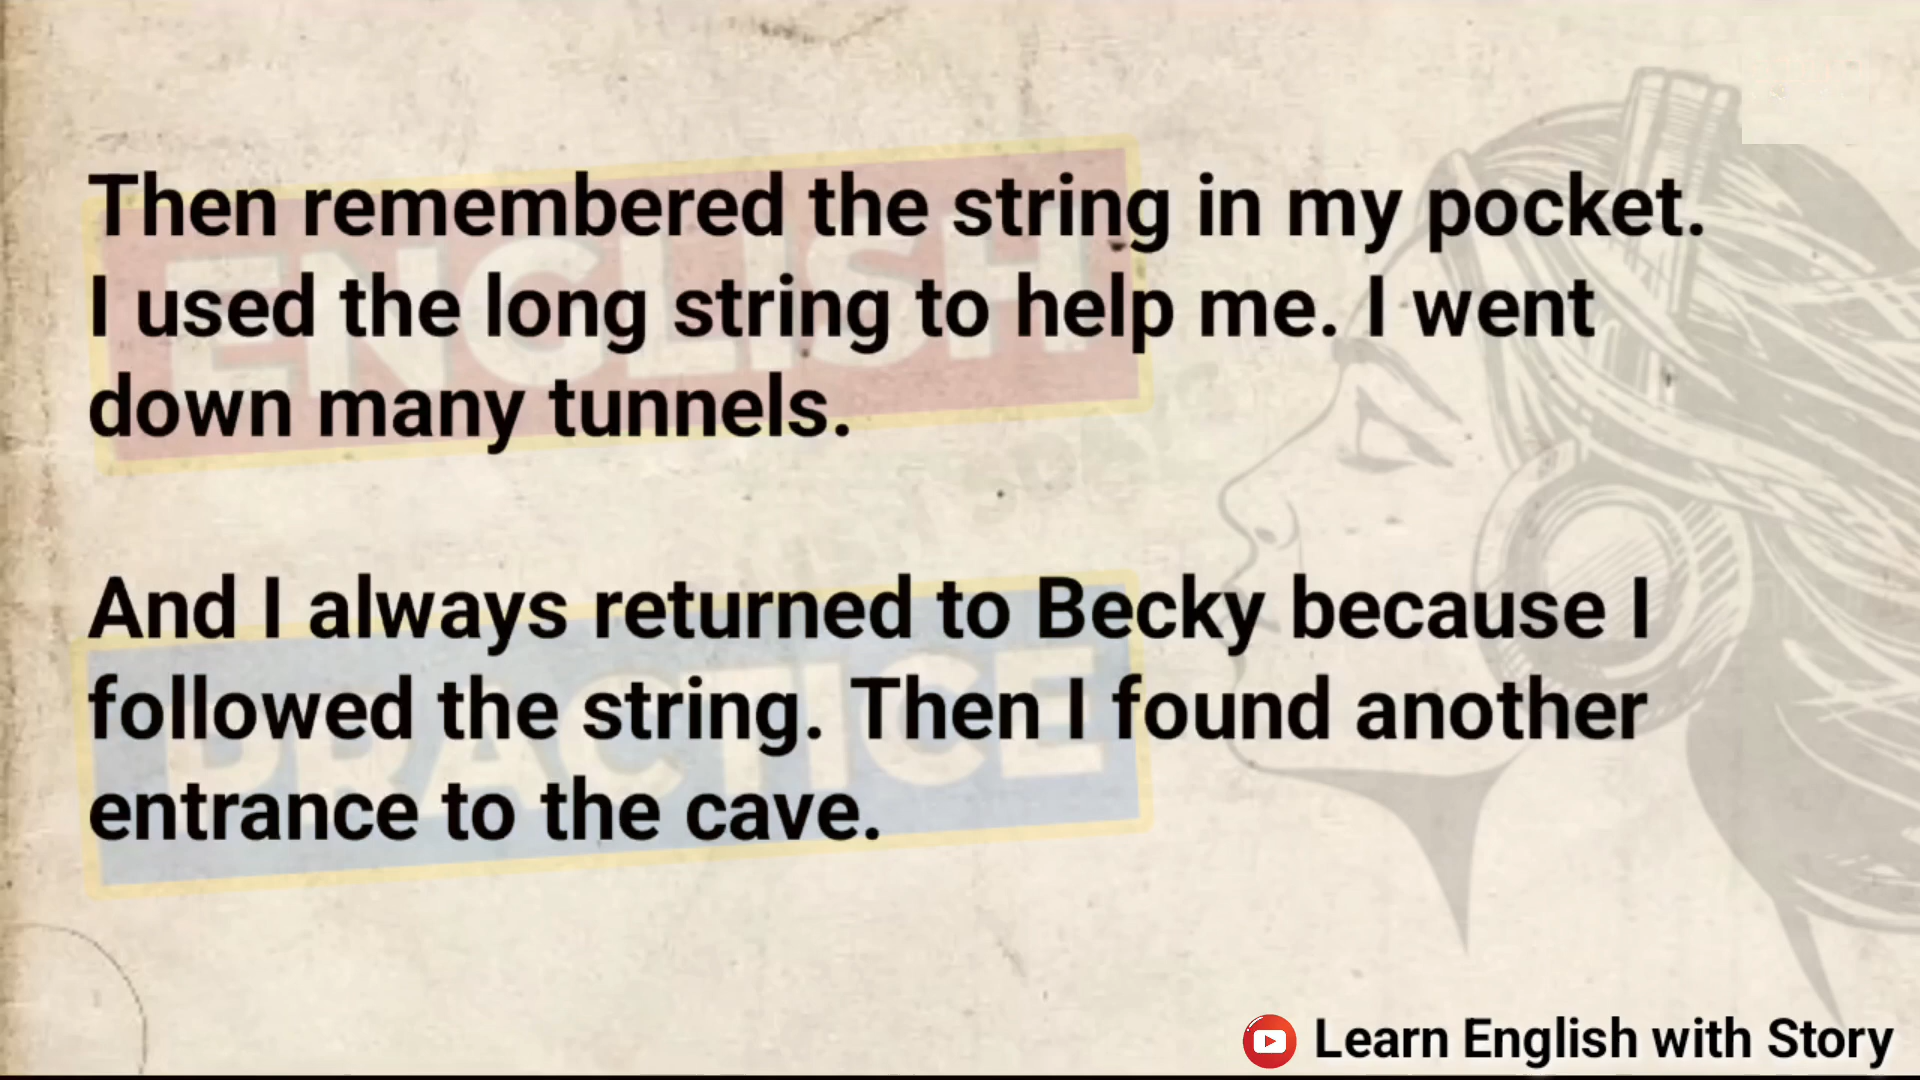 Then remembered the string in my pocket.
I used the long string to help me. I went
down many tunnels.
And I always returned to Becky because I
followed the string. Then I found another
entrance to the cave.
ENGLISH
PRACTICE
Learn English with Story